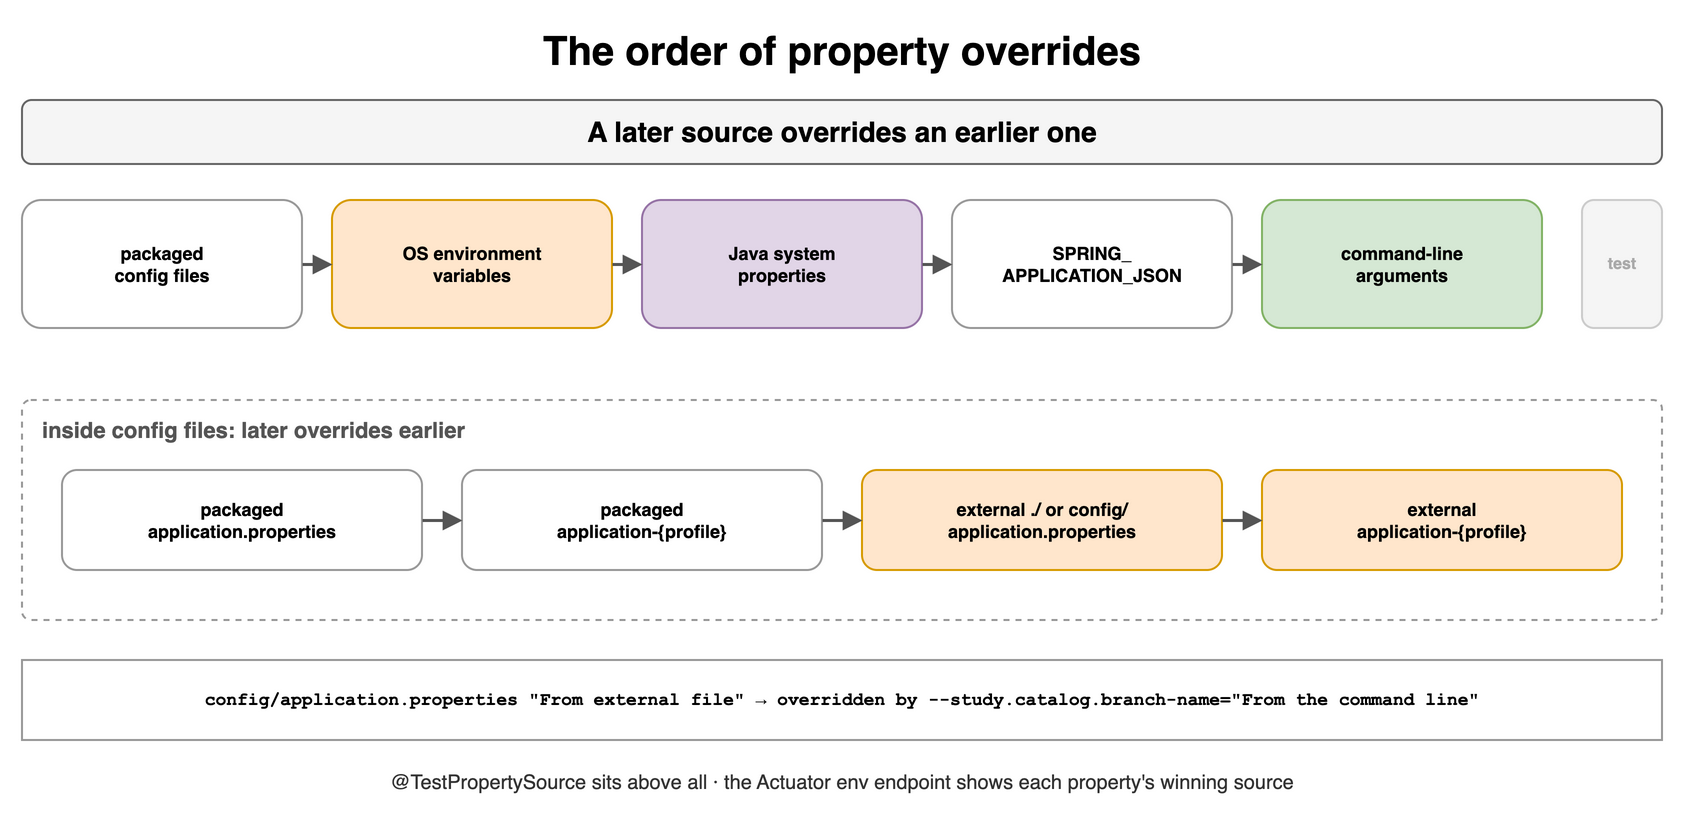 The order of property overrides
A later source overrides an earlier one
packaged
config files
OS environment
variables
Java system
properties
SPRING_
APPLICATION_JSON
command-line
arguments
test
inside config files: later overrides earlier
packaged
application.properties
packaged
application-{profile}
external ./ or config/
application.properties
external
application-{profile}
config/application.properties "From external file" → overridden by --study.catalog.branch-name="From the command line"
@TestPropertySource sits above all · the Actuator env endpoint shows each property's winning source